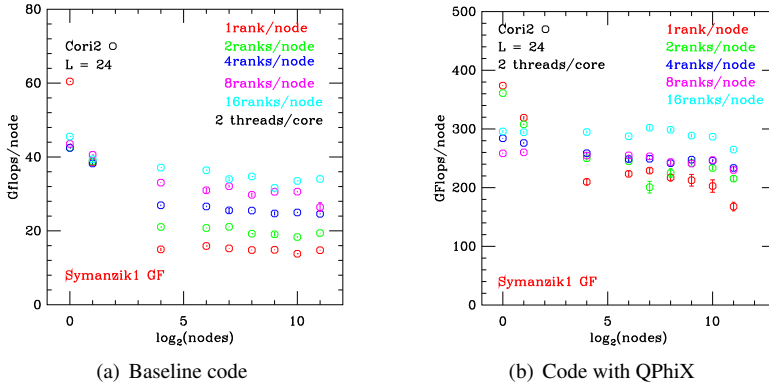 80
60
40
20
0
Gflops/node
Cori2
L = 24
1rank/node
2ranks/node
4ranks/node
8ranks/node
16ranks/node
2 threads/core
Symanzik1 GF
0 5 10
log2(nodes)
(a) Baseline code
500
400
300
200
100
0
GFlops/node
Cori2
L = 24
2 threads/core
1rank/node
2ranks/node
4ranks/node
8ranks/node
16ranks/node
Symanzik1 GF
0 5 10
log2(nodes)
(b) Code with QPhiX